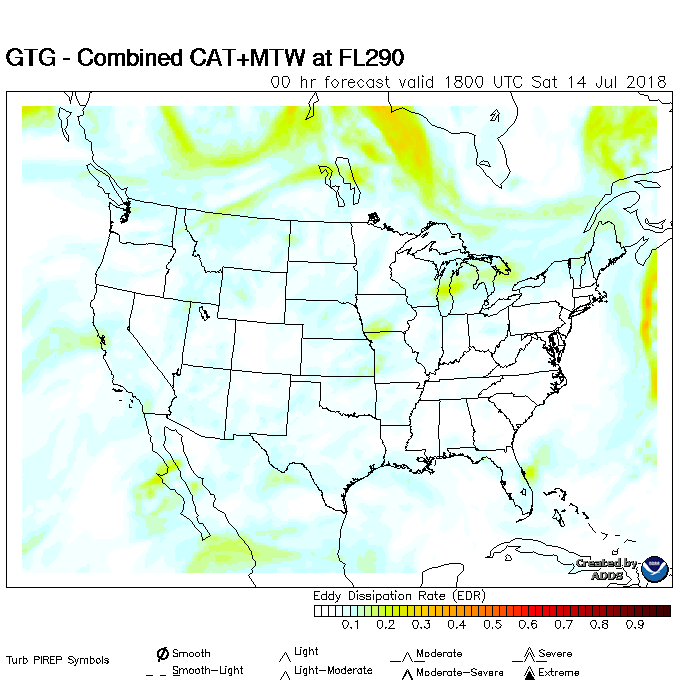 GTG - Combined CAT+MTW at FL290
00 hr forecast valid 1800 UTC Sat 14 Jul 2018
Created by
ADDS
Eddy Dissipation Rate (EDR)
0.1 0.2 0.3 0.4 0.5 0.6 0.7 0.8 0.9
Turb PIREP Symbols
Smooth Light Moderate Severe
Smooth-Light Light-Moderate Moderate-Severe Extreme